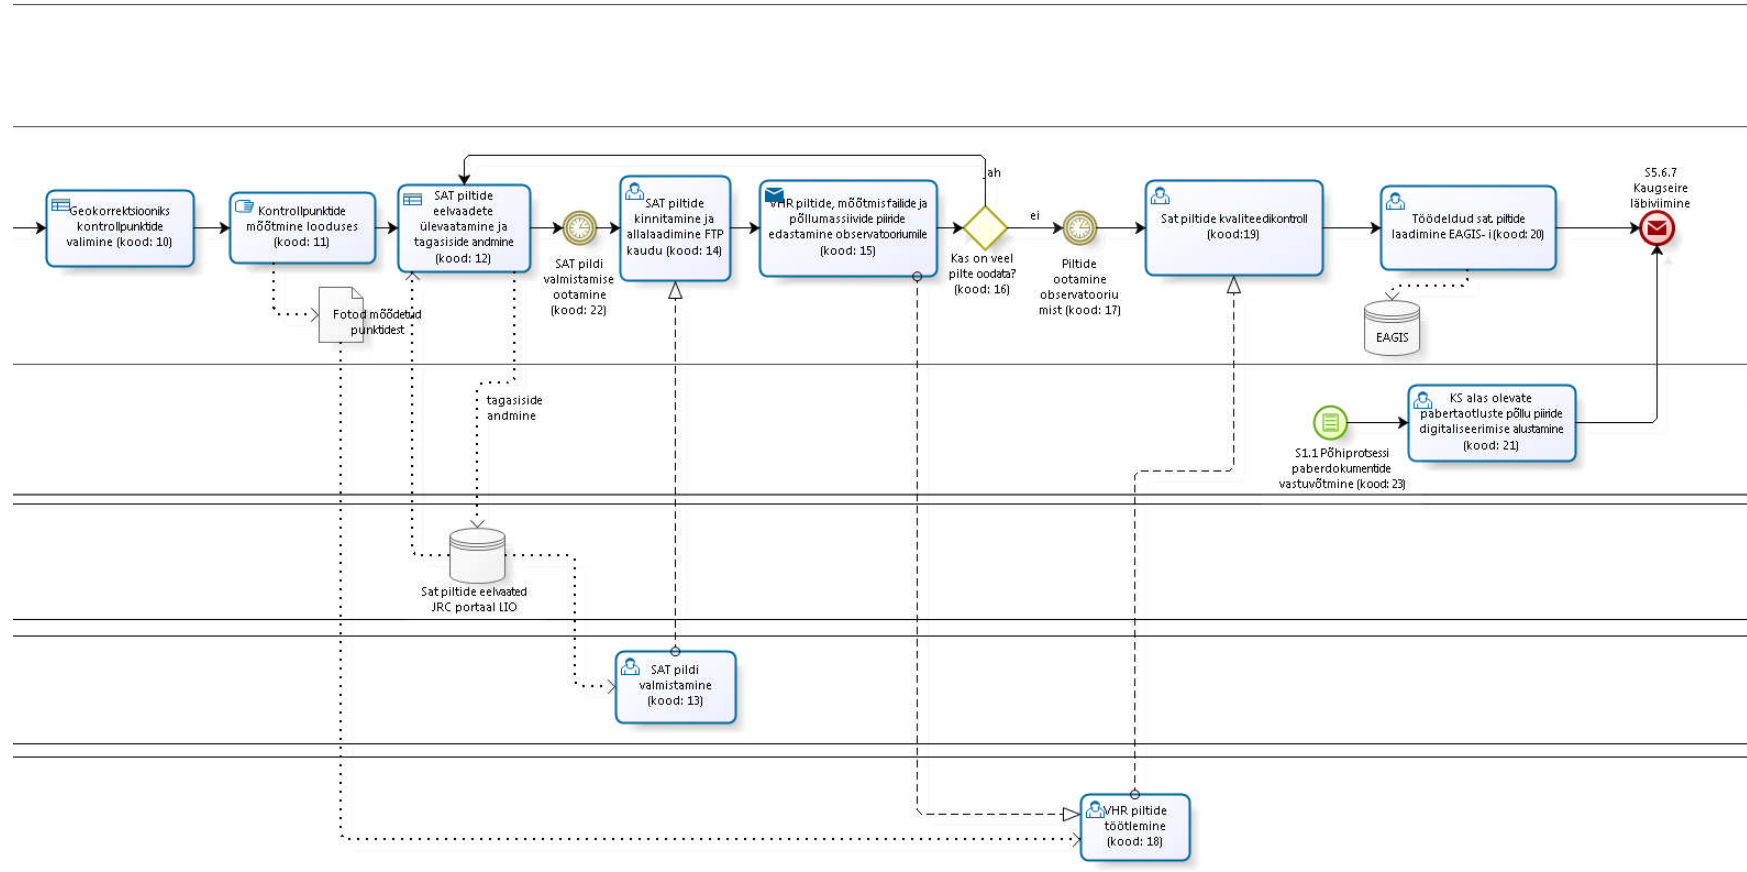 Geokorrektsiooniks
kontrollpunktide
valimine (kood: 10)
Kontrollpunktide
mõõtmine looduses
(kood: 11)
SAT piltide
eelvaadete
ülevaatamine ja
tagasiside andmine
(kood: 12)
SAT pildi
valmistamise
ootamine
(kood: 22)
SAT piltide
kinnitamine ja
allalaadimine FTP
kaudu (kood: 14)
VHR piltide, mõõtmisfailide ja
põllumassiivide piiride
edastamine observatooriumile
(kood: 15)
jah
ei
Kas on veel
pilte oodata?
(kood: 16)
Piltide
ootamine
observatooriu
mist (kood: 17)
Sat piltide kvaliteedikontroll
(kood:19)
Töödeldud sat. piltide
laadimine EAGIS- i (kood: 20)
S5.6.7
Kaugseire
läbiviimine
Fotod mõõdetud
punktidest
EAGIS
tagasiside
andmine
S1.1 Põhiprotsessi
paberdokumentide
vastuvõtmine (kood: 23)
KS alas olevate
pabertaotluste põllu piiride
digitaliseerimise alustamine
(kood: 21)
Sat piltide eelvaated
JRC portaal LIO
SAT pildi
valmistamine
(kood: 13)
VHR piltide
töötlemine
(kood: 18)